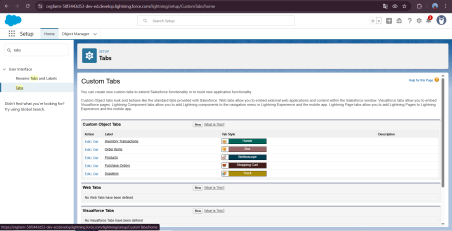 Search Setup
Setup
Home
Object Manager
tabs
User Interface
Rename Tabs and Labels
Tabs
Didn't find what you're looking for?
Try using Global Search.
SETUP
Tabs
Custom Tabs
Help for this Page
You can create new custom tabs to extend Salesforce functionality or to build new application functionality.
Custom Object tabs look and behave like the standard tabs provided with Salesforce. Web tabs allow you to embed external web applications and content within the Salesforce window. Visualforce tabs allow you to embed
Visualforce pages. Lightning Component tabs allow you to add Lightning components to the navigation menu in Lightning Experience and the mobile app. Lightning Page tabs allow you to add Lightning Pages to Lightning
Experience and the mobile app.
Custom Object Tabs
New
What Is This?
Action Label Tab Style Description
Edit | Del Inventory Transactions
Edit | Del Order Items
Edit | Del Products
Edit | Del Purchase Orders Shopping Cart
Edit | Del Suppliers
Web Tabs
New
What Is This?
No Web Tabs have been defined
Visualforce Tabs
New
What Is This?
No Visualforce Tabs have been defined